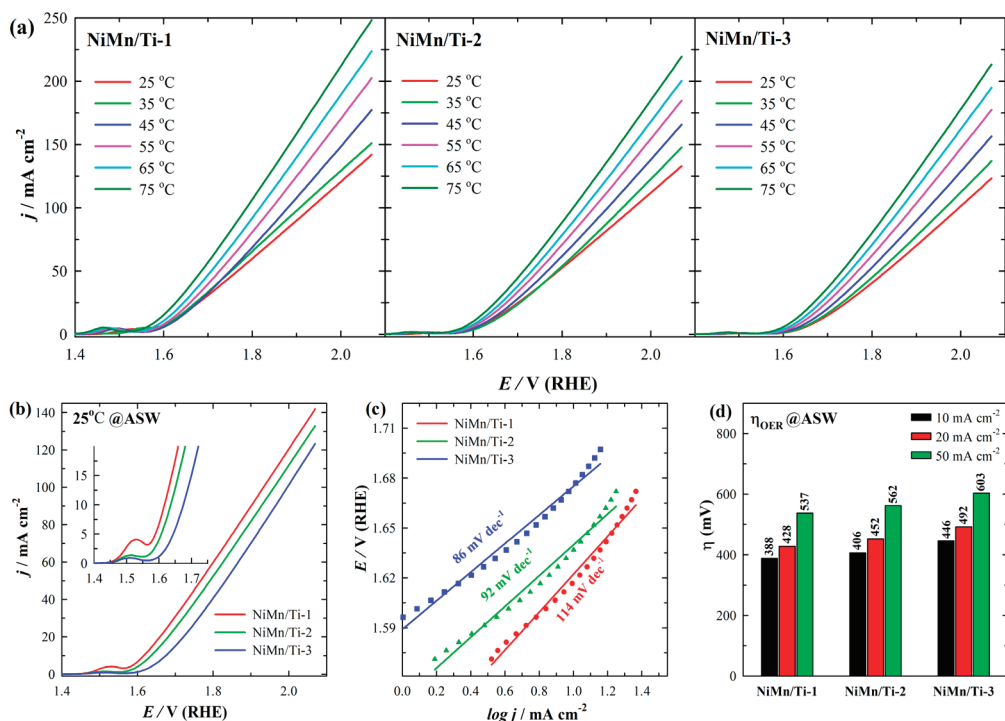 (a)
NiMn/Ti-1
NiMn/Ti-2
NiMn/Ti-3
25 °C
35 °C
45 °C
55 °C
65 °C
75 °C
25 °C
35 °C
45 °C
55 °C
65 °C
75 °C
25 °C
35 °C
45 °C
55 °C
65 °C
75 °C
250
200
150
100
50
0
j / mA cm⁻²
1.4 1.6 1.8 2.0 1.6 1.8 2.0 1.6 1.8 2.0
E / V (RHE)
(b)
25°C @ASW
140
120
100
80
60
40
20
0
j / mA cm⁻²
15
10
5
0
1.4 1.5 1.6 1.7
NiMn/Ti-1
NiMn/Ti-2
NiMn/Ti-3
1.4 1.6 1.8 2.0
E / V (RHE)
(c)
1.71
1.68
1.65
1.62
1.59
E / V (RHE)
NiMn/Ti-1
NiMn/Ti-2
NiMn/Ti-3
86 mV dec⁻¹
92 mV dec⁻¹
114 mV dec⁻¹
0.0 0.2 0.4 0.6 0.8 1.0 1.2 1.4
log j / mA cm⁻²
(d)
ηOER @ASW
10 mA cm⁻²
20 mA cm⁻²
50 mA cm⁻²
800
600
400
200
0
η (mV)
388 428 537
406 452 562
446 492 603
NiMn/Ti-1 NiMn/Ti-2 NiMn/Ti-3